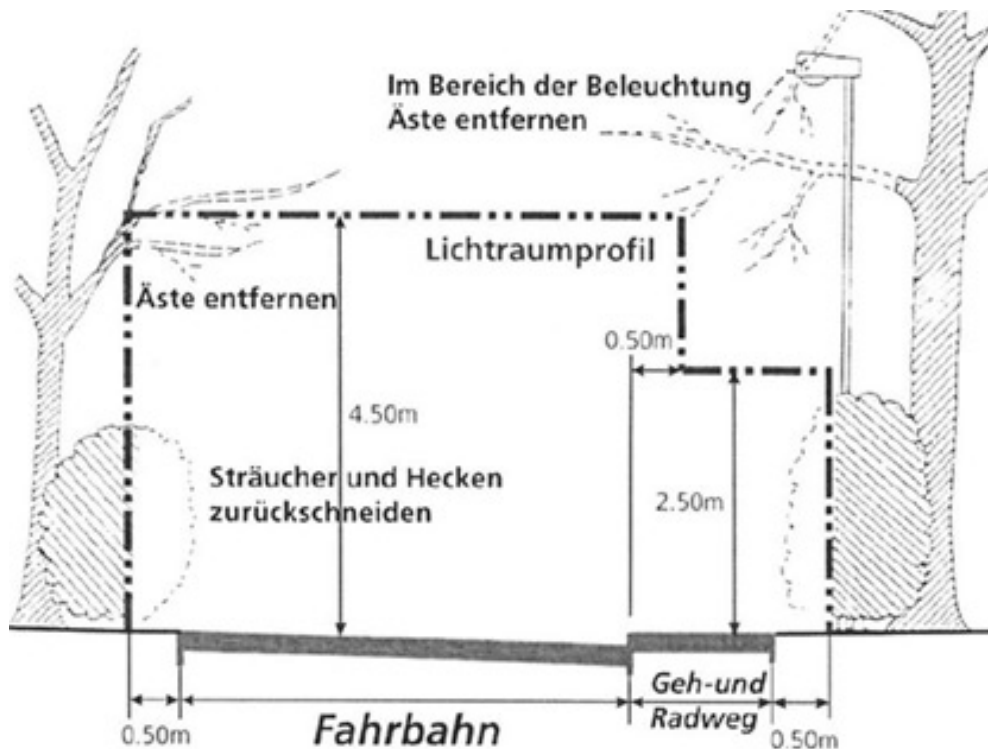 Im Bereich der Beleuchtung
Äste entfernen
Lichtraumprofil
Äste entfernen
0.50m
4.50m
Sträucher und Hecken
zurückschneiden
2.50m
Geh-und
Radweg
0.50m
Fahrbahn
0.50m